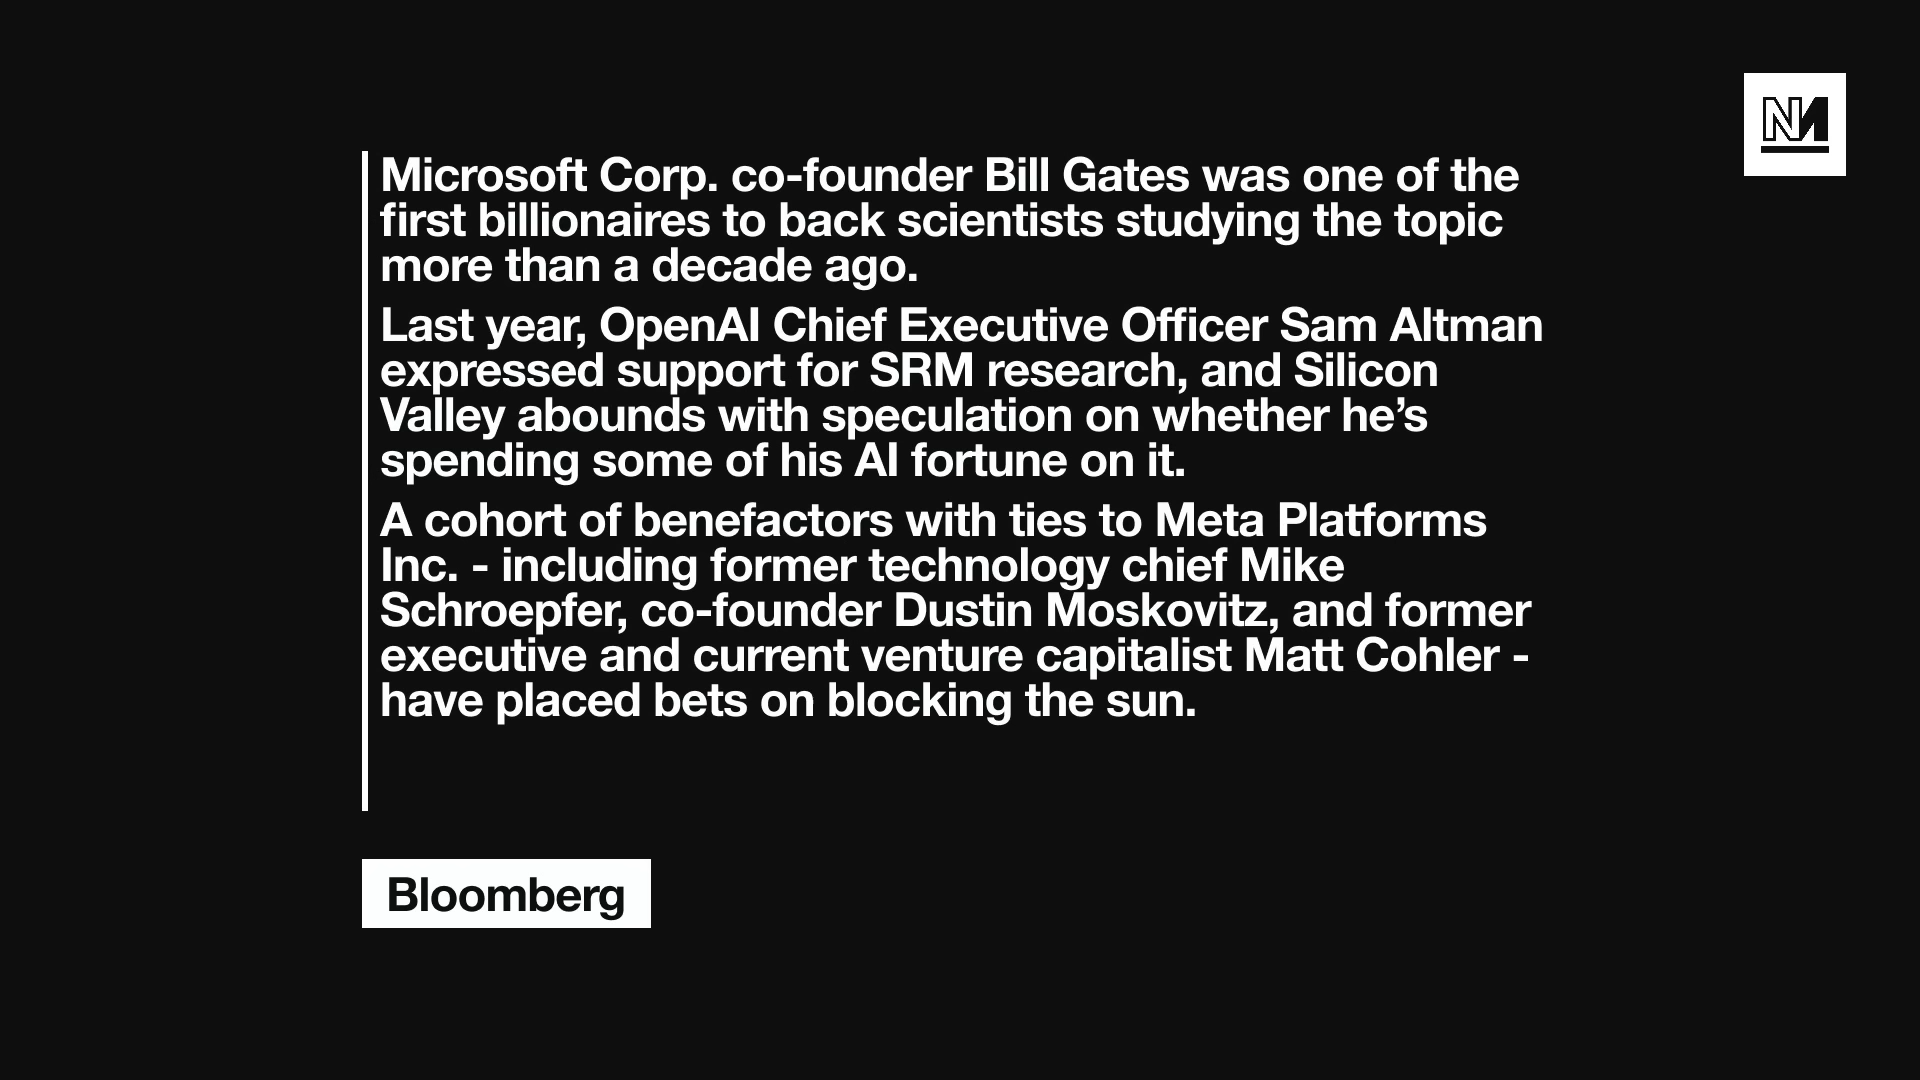 Microsoft Corp. co-founder Bill Gates was one of the
first billionaires to back scientists studying the topic
more than a decade ago.
Last year, OpenAI Chief Executive Officer Sam Altman
expressed support for SRM research, and Silicon
Valley abounds with speculation on whether he’s
spending some of his AI fortune on it.
A cohort of benefactors with ties to Meta Platforms
Inc. - including former technology chief Mike
Schroepfer, co-founder Dustin Moskovitz, and former
executive and current venture capitalist Matt Cohler -
have placed bets on blocking the sun.
Bloomberg
NM